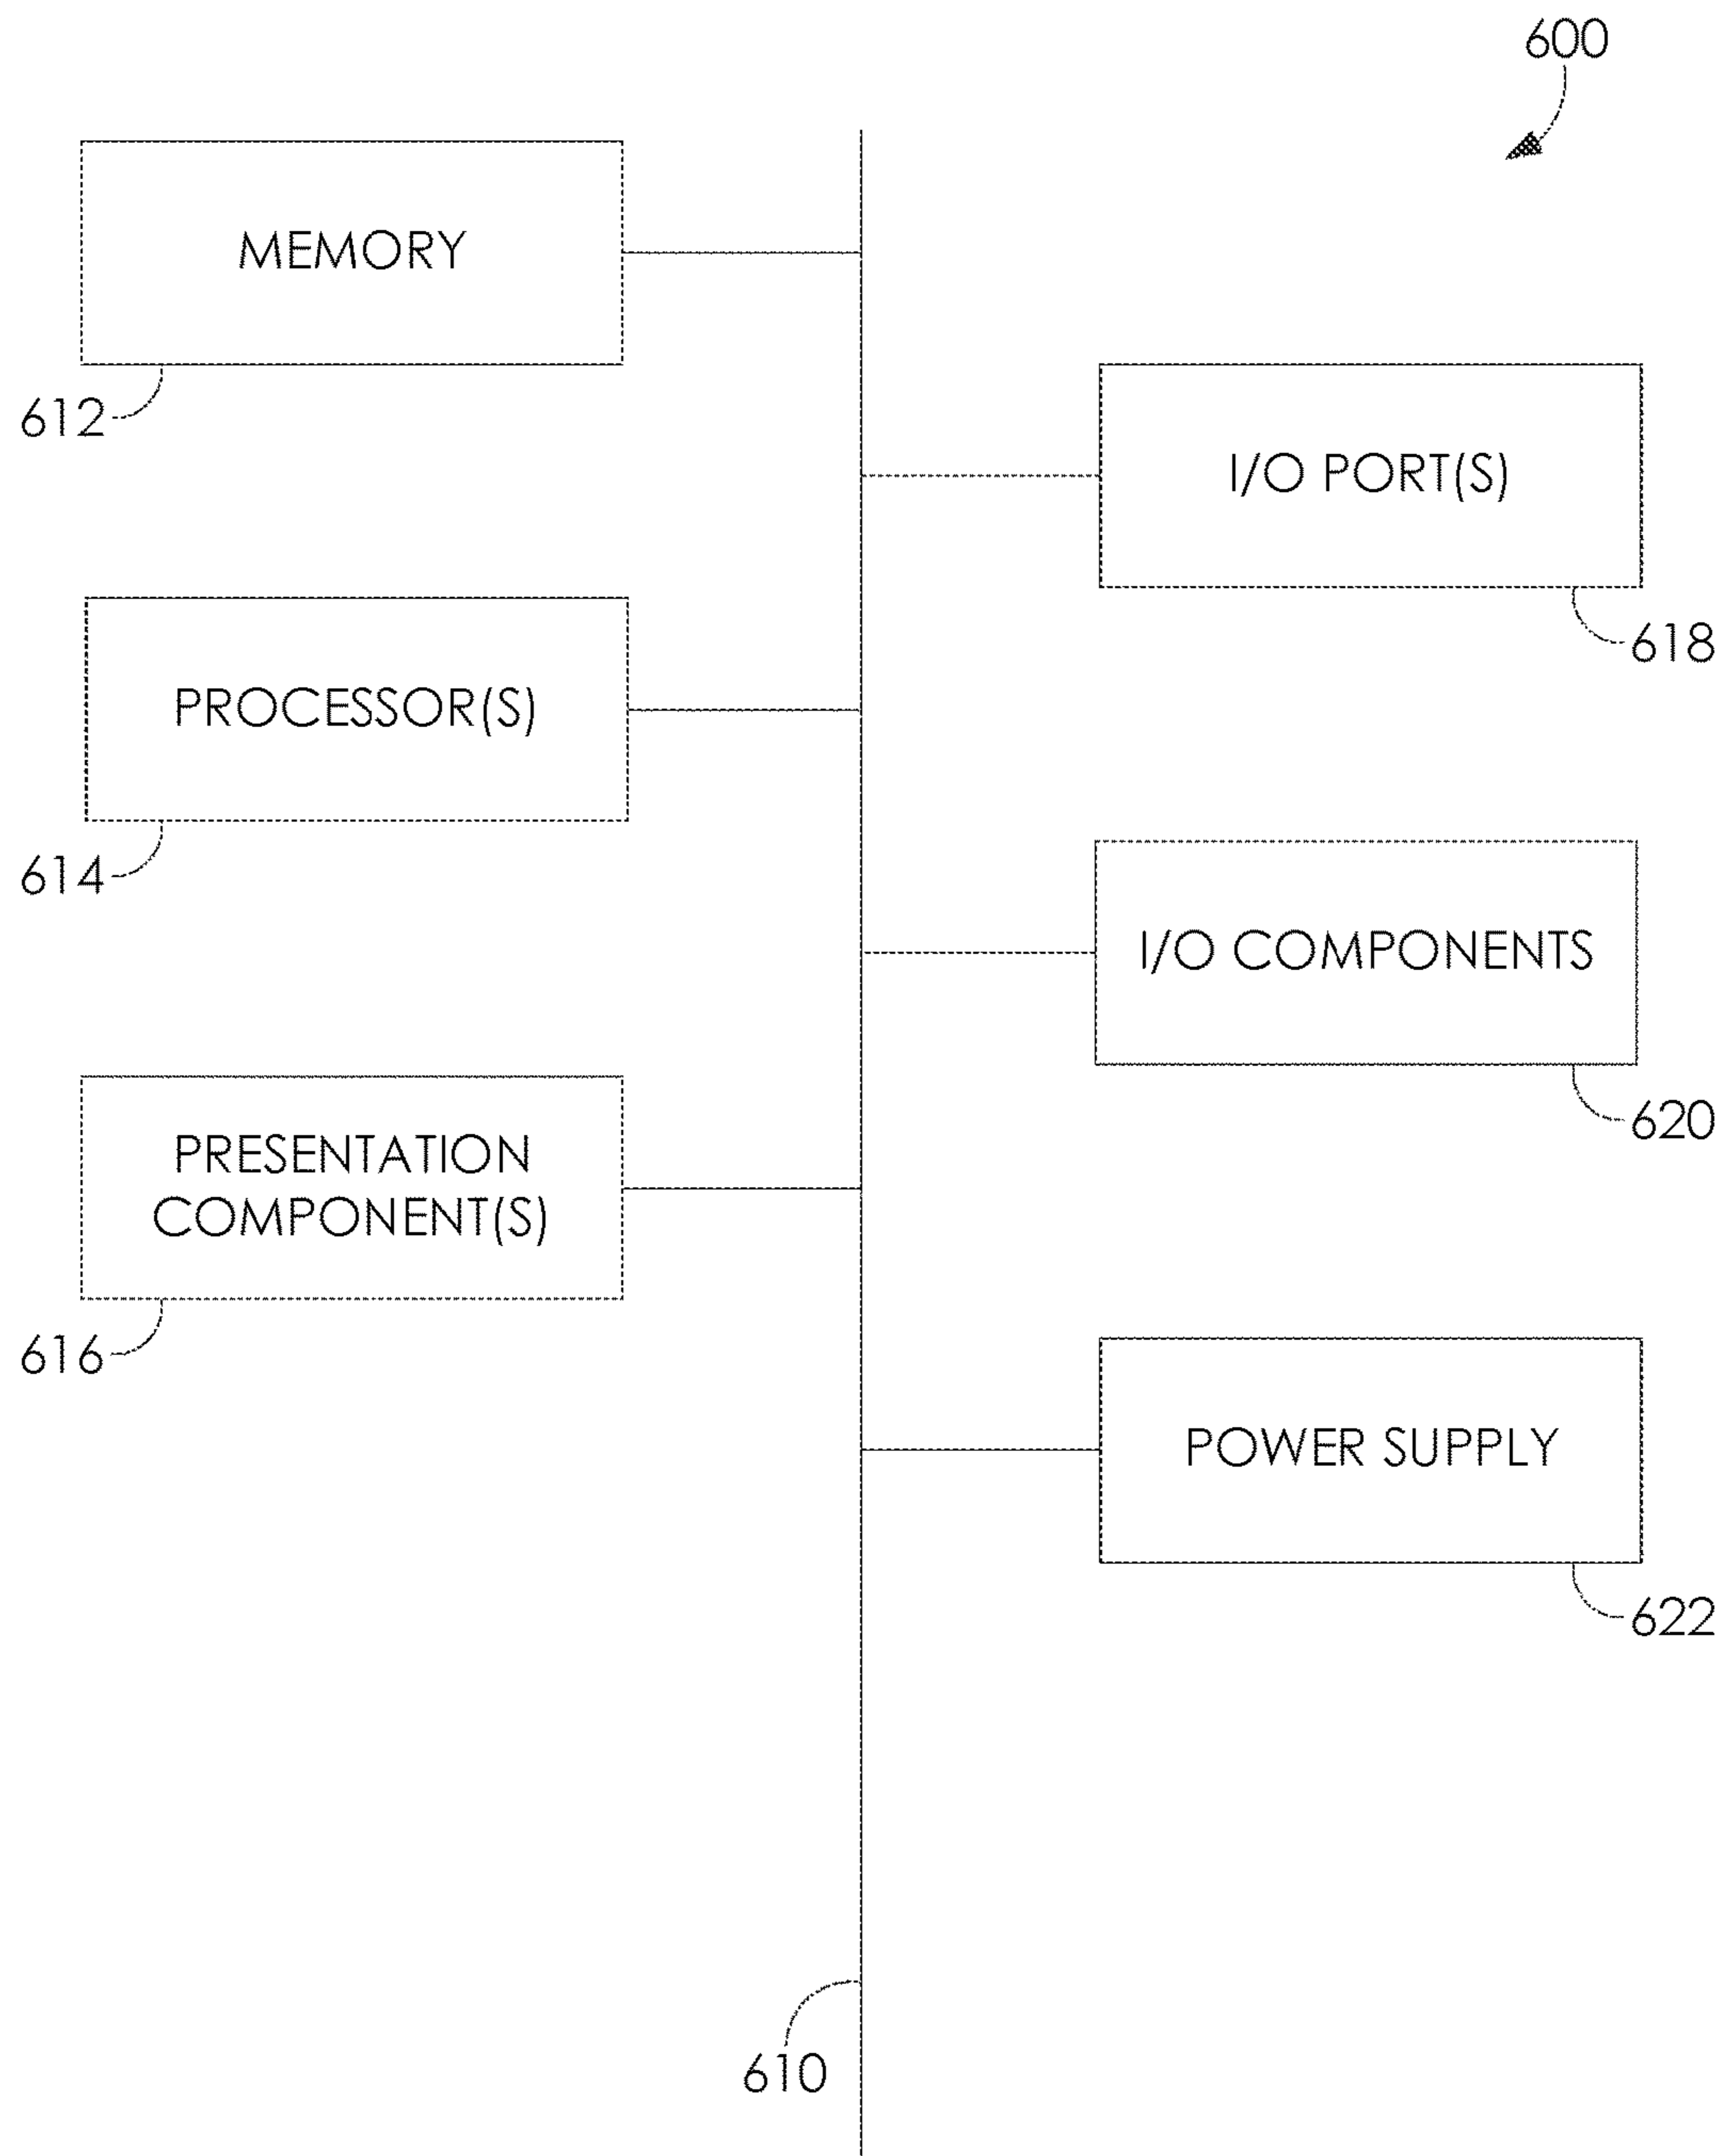 600
MEMORY
612
I/O PORT(S)
618
PROCESSOR(S)
614
I/O COMPONENTS
620
PRESENTATION
COMPONENT(S)
616
POWER SUPPLY
622
610